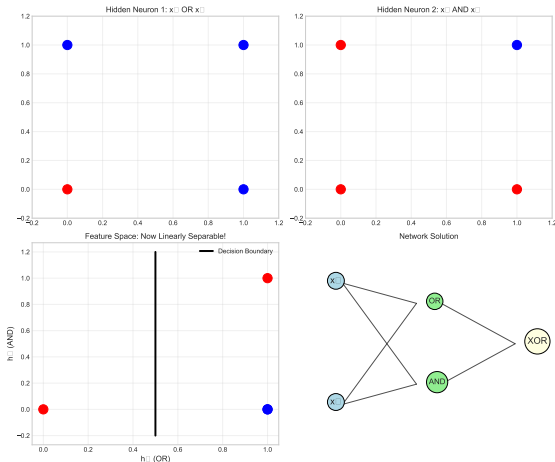 Hidden Neuron 1: x□ OR x□
1.2
1.0
0.8
0.6
0.4
0.2
0.0
−0.2
−0.2 0.0 0.2 0.4 0.6 0.8 1.0 1.2
Hidden Neuron 2: x□ AND x□
1.2
1.0
0.8
0.6
0.4
0.2
0.0
−0.2
0.0 0.2 0.4 0.6 0.8 1.0 1.2
Feature Space: Now Linearly Separable!
Decision Boundary
h□ (AND)
1.2
1.0
0.8
0.6
0.4
0.2
0.0
−0.2
0.0 0.2 0.4 0.6 0.8 1.0
h□ (OR)
Network Solution
x□
OR
XOR
AND
x□